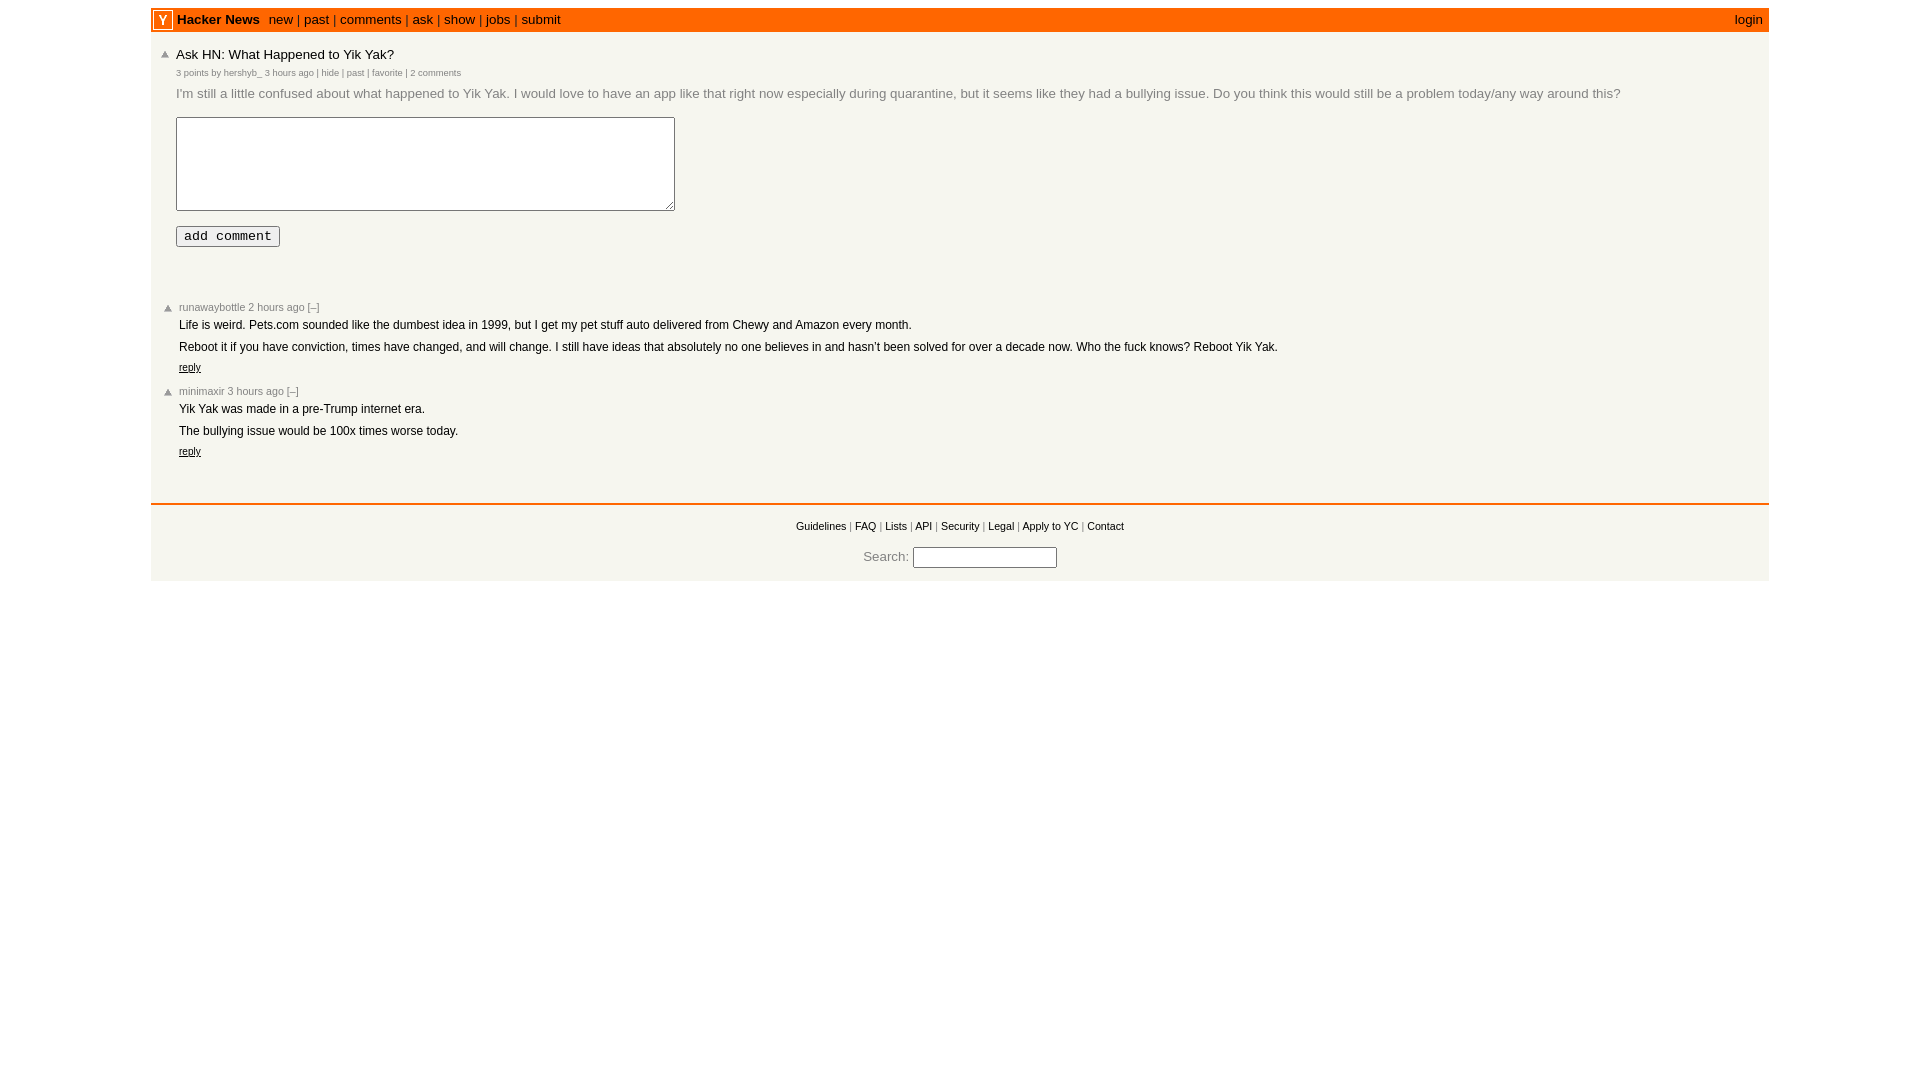 Y Hacker News new | past | comments | ask | show | jobs | submit login
Ask HN: What Happened to Yik Yak?
3 points by hershyb_ 3 hours ago | hide | past | favorite | 2 comments
I'm still a little confused about what happened to Yik Yak. I would love to have an app like that right now especially during quarantine, but it seems like they had a bullying issue. Do you think this would still be a problem today/any way around this?
add comment
runawaybottle 2 hours ago [–]
Life is weird. Pets.com sounded like the dumbest idea in 1999, but I get my pet stuff auto delivered from Chewy and Amazon every month.
Reboot it if you have conviction, times have changed, and will change. I still have ideas that absolutely no one believes in and hasn’t been solved for over a decade now. Who the fuck knows? Reboot Yik Yak.
reply
minimaxir 3 hours ago [–]
Yik Yak was made in a pre-Trump internet era.
The bullying issue would be 100x times worse today.
reply
Guidelines | FAQ | Lists | API | Security | Legal | Apply to YC | Contact
Search: